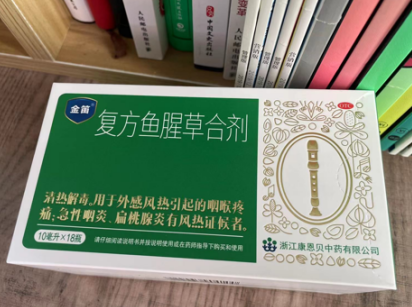 金笛
复方鱼腥草合剂
OTC
清热解毒。用于外感风热引起的咽喉疼
痛、急性咽炎、扁桃腺炎有风热证候者。
10毫升×18瓶
请仔细阅读说明书并按说明使用或在药师指导下购买和使用
浙江康恩贝中药有限公司